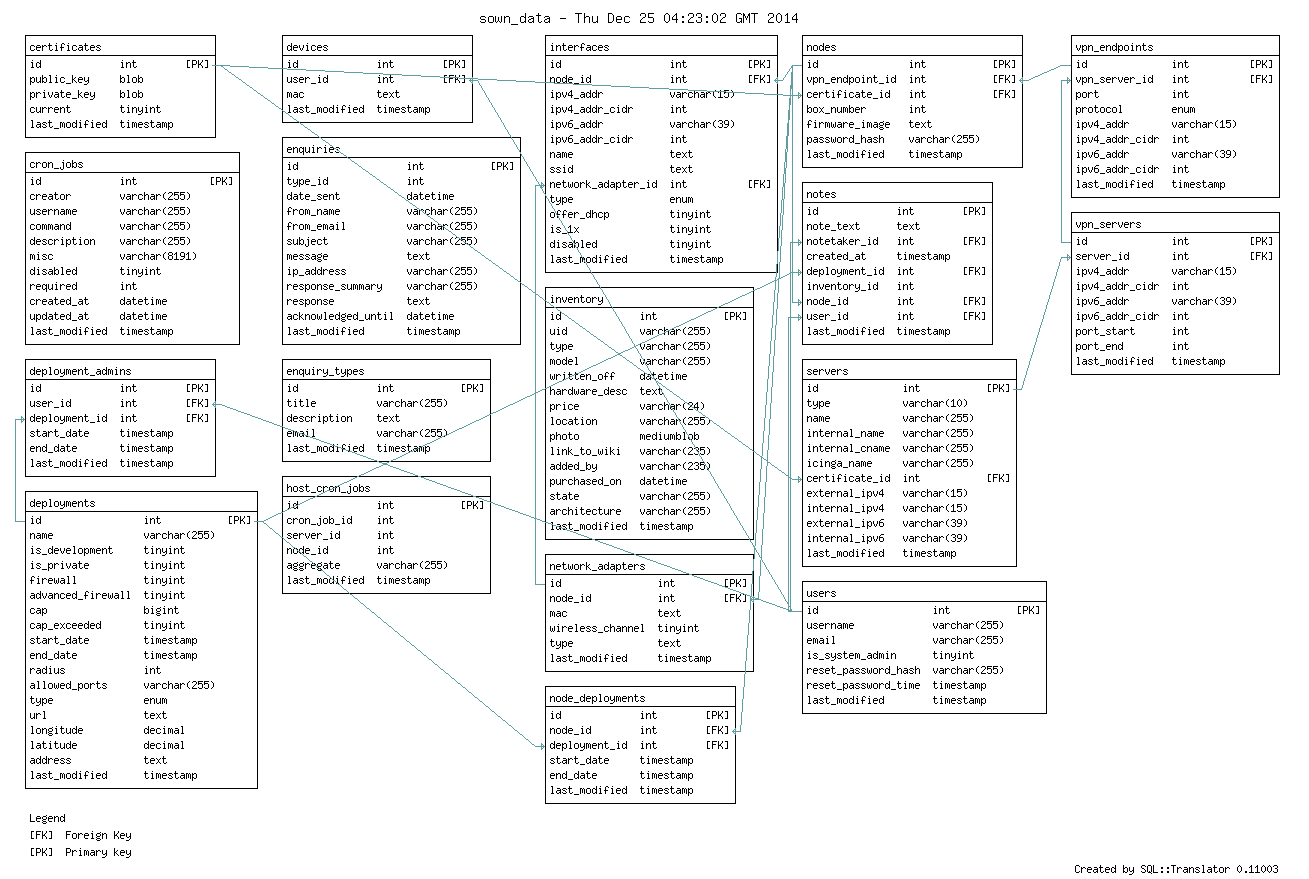 sown_data - Thu Dec 25 04:23:02 GMT 2014
certificates
id int [PK]
public_key blob
private_key blob
current tinyint
last_modified timestamp
cron_jobs
id int [PK]
creator varchar(255)
username varchar(255)
command varchar(255)
description varchar(255)
misc varchar(8191)
disabled tinyint
required int
created_at datetime
updated_at datetime
last_modified timestamp
deployment_admins
id int [PK]
user_id int [FK]
deployment_id int [FK]
start_date timestamp
end_date timestamp
last_modified timestamp
deployments
id int [PK]
name varchar(255)
is_development tinyint
is_private tinyint
firewall tinyint
advanced_firewall tinyint
cap bigint
cap_exceeded tinyint
start_date timestamp
end_date timestamp
radius int
allowed_ports varchar(255)
type enum
url text
longitude decimal
latitude decimal
address text
last_modified timestamp
devices
id int [PK]
user_id int [FK]
mac text
last_modified timestamp
enquiries
id int [PK]
type_id int
date_sent datetime
from_name varchar(255)
from_email varchar(255)
subject varchar(255)
message text
ip_address varchar(255)
response_summary varchar(255)
response text
acknowledged_until datetime
last_modified timestamp
enquiry_types
id int [PK]
title varchar(255)
description text
email varchar(255)
last_modified timestamp
host_cron_jobs
id int [PK]
cron_job_id int
server_id int
node_id int
aggregate varchar(255)
last_modified timestamp
interfaces
id int [PK]
node_id int [FK]
ipv4_addr varchar(15)
ipv4_addr_cidr int
ipv6_addr varchar(39)
ipv6_addr_cidr int
name text
ssid text
network_adapter_id int [FK]
type enum
offer_dhcp tinyint
is_1x tinyint
disabled tinyint
last_modified timestamp
inventory
id int [PK]
uid varchar(255)
type varchar(255)
model varchar(255)
written_off datetime
hardware_desc text
price varchar(24)
location varchar(255)
photo mediumblob
link_to_wiki varchar(235)
added_by varchar(235)
purchased_on datetime
state varchar(255)
architecture varchar(255)
last_modified timestamp
network_adapters
id int [PK]
node_id int [FK]
mac text
wireless_channel tinyint
type text
last_modified timestamp
node_deployments
id int [PK]
node_id int [FK]
deployment_id int [FK]
start_date timestamp
end_date timestamp
last_modified timestamp
nodes
id int [PK]
vpn_endpoint_id int [FK]
certificate_id int [FK]
box_number int
firmware_image text
password_hash varchar(255)
last_modified timestamp
notes
id int [PK]
note_text text
notetaker_id int [FK]
created_at timestamp
deployment_id int [FK]
inventory_id int
node_id int [FK]
user_id int [FK]
last_modified timestamp
servers
id int [PK]
type varchar(10)
name varchar(255)
internal_name varchar(255)
internal_cname varchar(255)
icinga_name varchar(255)
certificate_id int [FK]
external_ipv4 varchar(15)
internal_ipv4 varchar(15)
external_ipv6 varchar(39)
internal_ipv6 varchar(39)
last_modified timestamp
users
id int [PK]
username varchar(255)
email varchar(255)
is_system_admin tinyint
reset_password_hash varchar(255)
reset_password_time timestamp
last_modified timestamp
vpn_endpoints
id int [PK]
vpn_server_id int [FK]
port int
protocol enum
ipv4_addr varchar(15)
ipv4_addr_cidr int
ipv6_addr varchar(39)
ipv6_addr_cidr int
last_modified timestamp
vpn_servers
id int [PK]
server_id int [FK]
ipv4_addr varchar(15)
ipv4_addr_cidr int
ipv6_addr varchar(39)
ipv6_addr_cidr int
port_start int
port_end int
last_modified timestamp
Legend
[FK] Foreign Key
[PK] Primary key
Created by SQL::Translator 0.11003